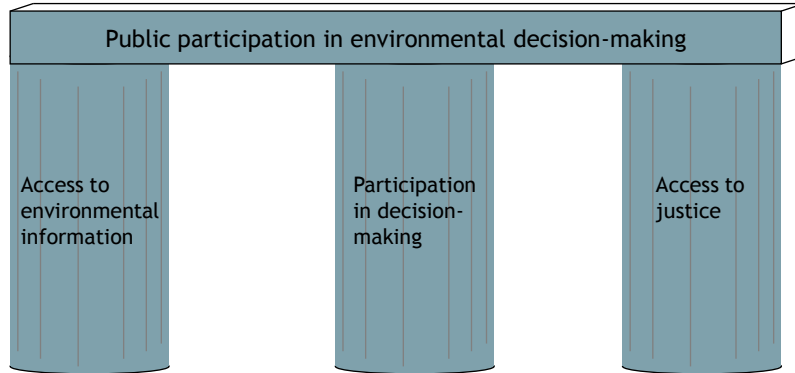 Public participation in environmental decision-making
Access to
environmental
information
Participation
in decision-
making
Access to
justice